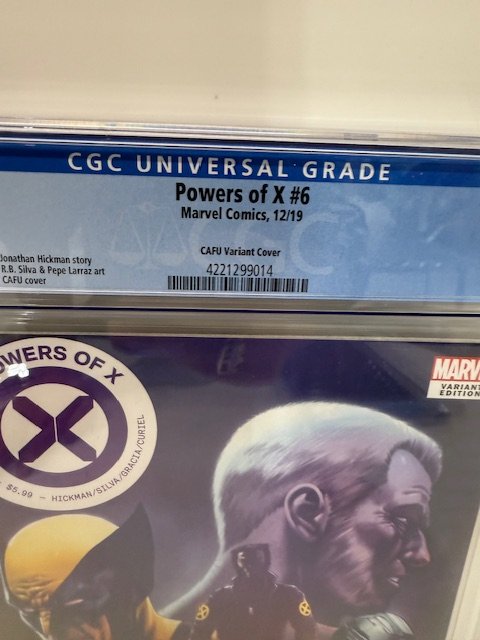 CGC UNIVERSAL GRADE
Powers of X #6
Marvel Comics, 12/19
Jonathan Hickman story
R.B. Silva & Pepe Larraz art
CAFU cover
CAFU Variant Cover
4221299014
OWERS OF X
$5.99 – HICKMAN/SILVA/GRACIA/CURIEL
MARV
VARIANT
EDITION